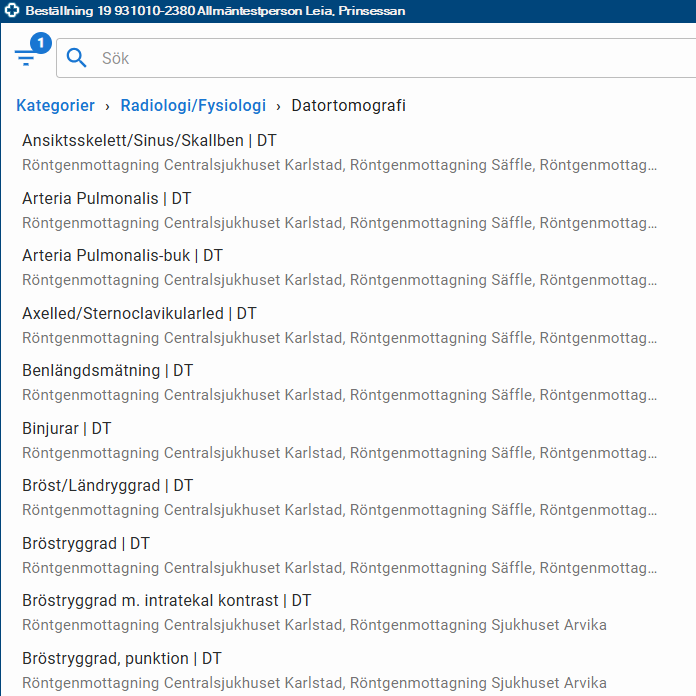 Beställning 19 931010-2380 Allmäntestperson Leia, Prinsessan
1
Sök
Kategorier › Radiologi/Fysiologi › Datortomografi
Ansiktsskelett/Sinus/Skallben | DT
Röntgenmottagning Centralsjukhuset Karlstad, Röntgenmottagning Säffle, Röntgenmottag...
Arteria Pulmonalis | DT
Röntgenmottagning Centralsjukhuset Karlstad, Röntgenmottagning Säffle, Röntgenmottag...
Arteria Pulmonalis-buk | DT
Röntgenmottagning Centralsjukhuset Karlstad, Röntgenmottagning Säffle, Röntgenmottag...
Axelled/Sternoclavikularled | DT
Röntgenmottagning Centralsjukhuset Karlstad, Röntgenmottagning Säffle, Röntgenmottag...
Benlängdsmätning | DT
Röntgenmottagning Centralsjukhuset Karlstad, Röntgenmottagning Säffle, Röntgenmottag...
Binjurar | DT
Röntgenmottagning Centralsjukhuset Karlstad, Röntgenmottagning Säffle, Röntgenmottag...
Bröst/Ländryggrad | DT
Röntgenmottagning Centralsjukhuset Karlstad, Röntgenmottagning Säffle, Röntgenmottag...
Bröstryggrad | DT
Röntgenmottagning Centralsjukhuset Karlstad, Röntgenmottagning Säffle, Röntgenmottag...
Bröstryggrad m. intratekal kontrast | DT
Röntgenmottagning Centralsjukhuset Karlstad, Röntgenmottagning Sjukhuset Arvika
Bröstryggrad, punktion | DT
Röntgenmottagning Centralsjukhuset Karlstad, Röntgenmottagning Sjukhuset Arvika